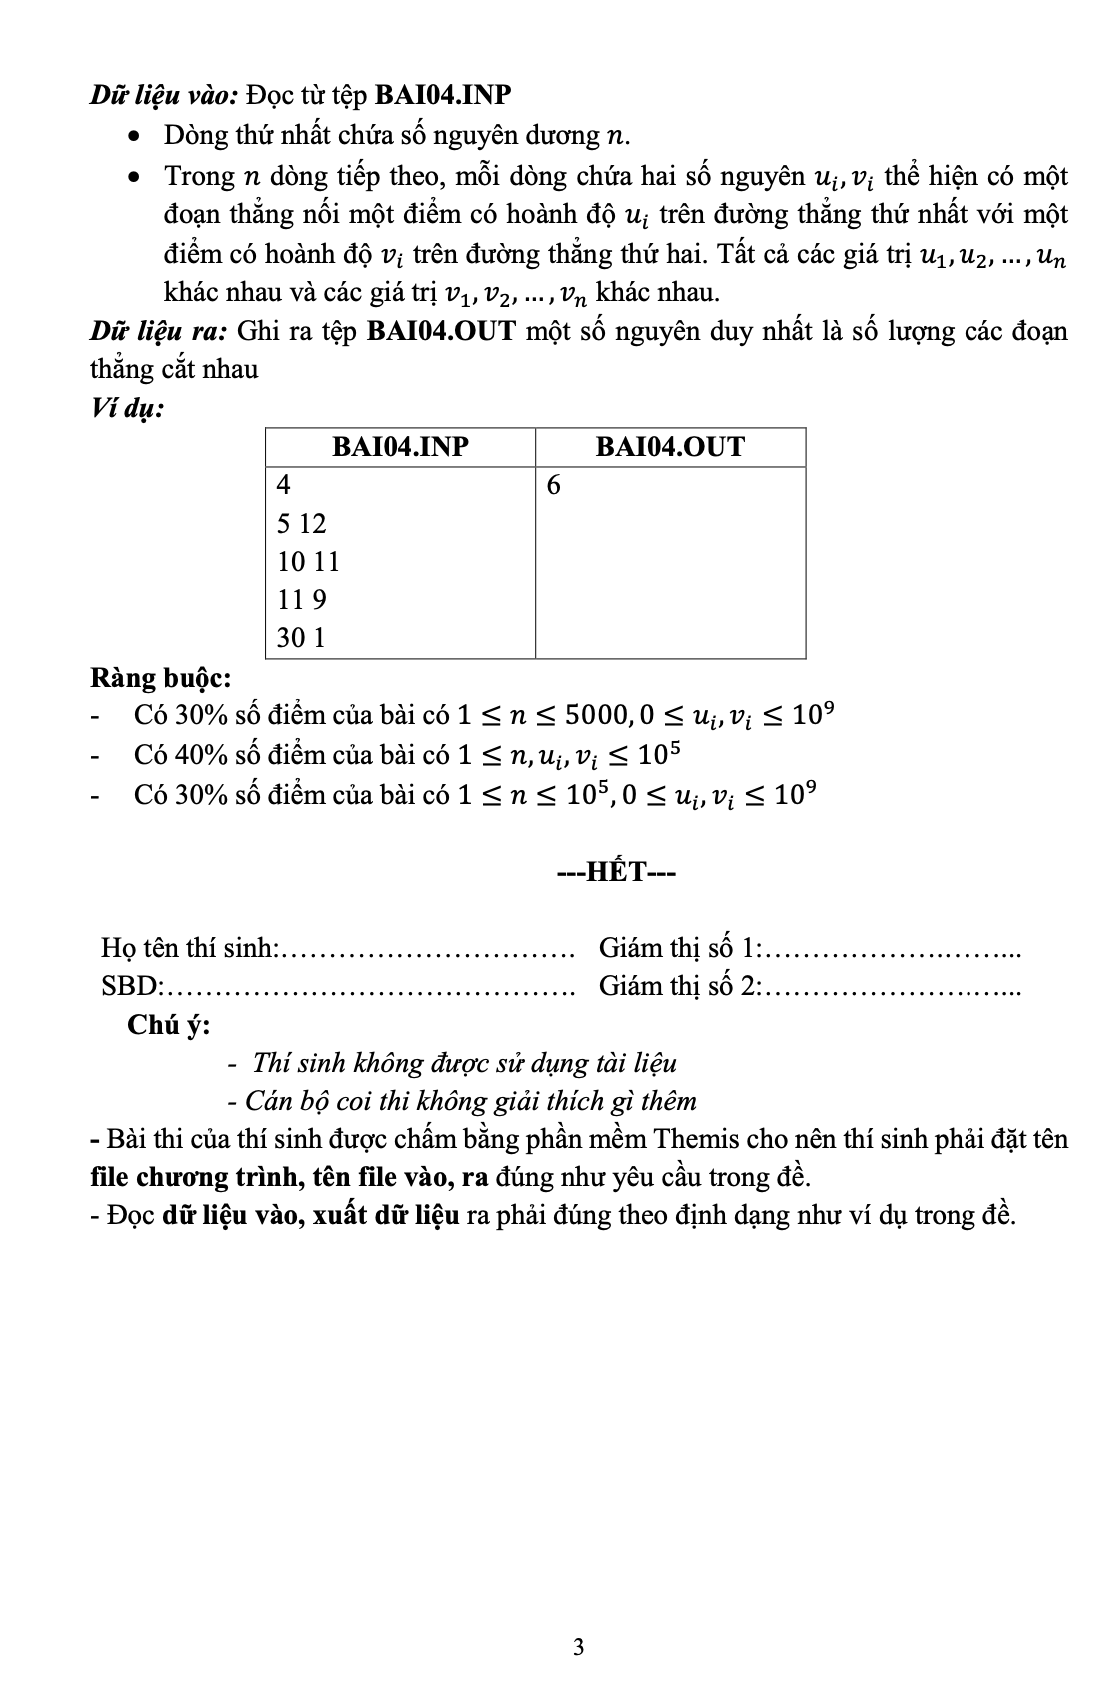 Dữ liệu vào: Đọc từ tệp BAI04.INP
• Dòng thứ nhất chứa số nguyên dương n.
• Trong n dòng tiếp theo, mỗi dòng chứa hai số nguyên uᵢ, vᵢ thể hiện có một
đoạn thẳng nối một điểm có hoành độ uᵢ trên đường thẳng thứ nhất với một
điểm có hoành độ vᵢ trên đường thẳng thứ hai. Tất cả các giá trị u₁, u₂, … , uₙ
khác nhau và các giá trị v₁, v₂, … , vₙ khác nhau.
Dữ liệu ra: Ghi ra tệp BAI04.OUT một số nguyên duy nhất là số lượng các đoạn
thẳng cắt nhau
Ví dụ:
BAI04.INP BAI04.OUT
4 6
5 12
10 11
11 9
30 1
Ràng buộc:
- Có 30% số điểm của bài có 1 ≤ n ≤ 5000, 0 ≤ uᵢ, vᵢ ≤ 10⁹
- Có 40% số điểm của bài có 1 ≤ n, uᵢ, vᵢ ≤ 10⁵
- Có 30% số điểm của bài có 1 ≤ n ≤ 10⁵, 0 ≤ uᵢ, vᵢ ≤ 10⁹
---HẾT---
Họ tên thí sinh:................................. Giám thị số 1:.............................
SBD:.............................................. Giám thị số 2:.............................
Chú ý:
- Thí sinh không được sử dụng tài liệu
- Cán bộ coi thi không giải thích gì thêm
- Bài thi của thí sinh được chấm bằng phần mềm Themis cho nên thí sinh phải đặt tên
file chương trình, tên file vào, ra đúng như yêu cầu trong đề.
- Đọc dữ liệu vào, xuất dữ liệu ra phải đúng theo định dạng như ví dụ trong đề.
3